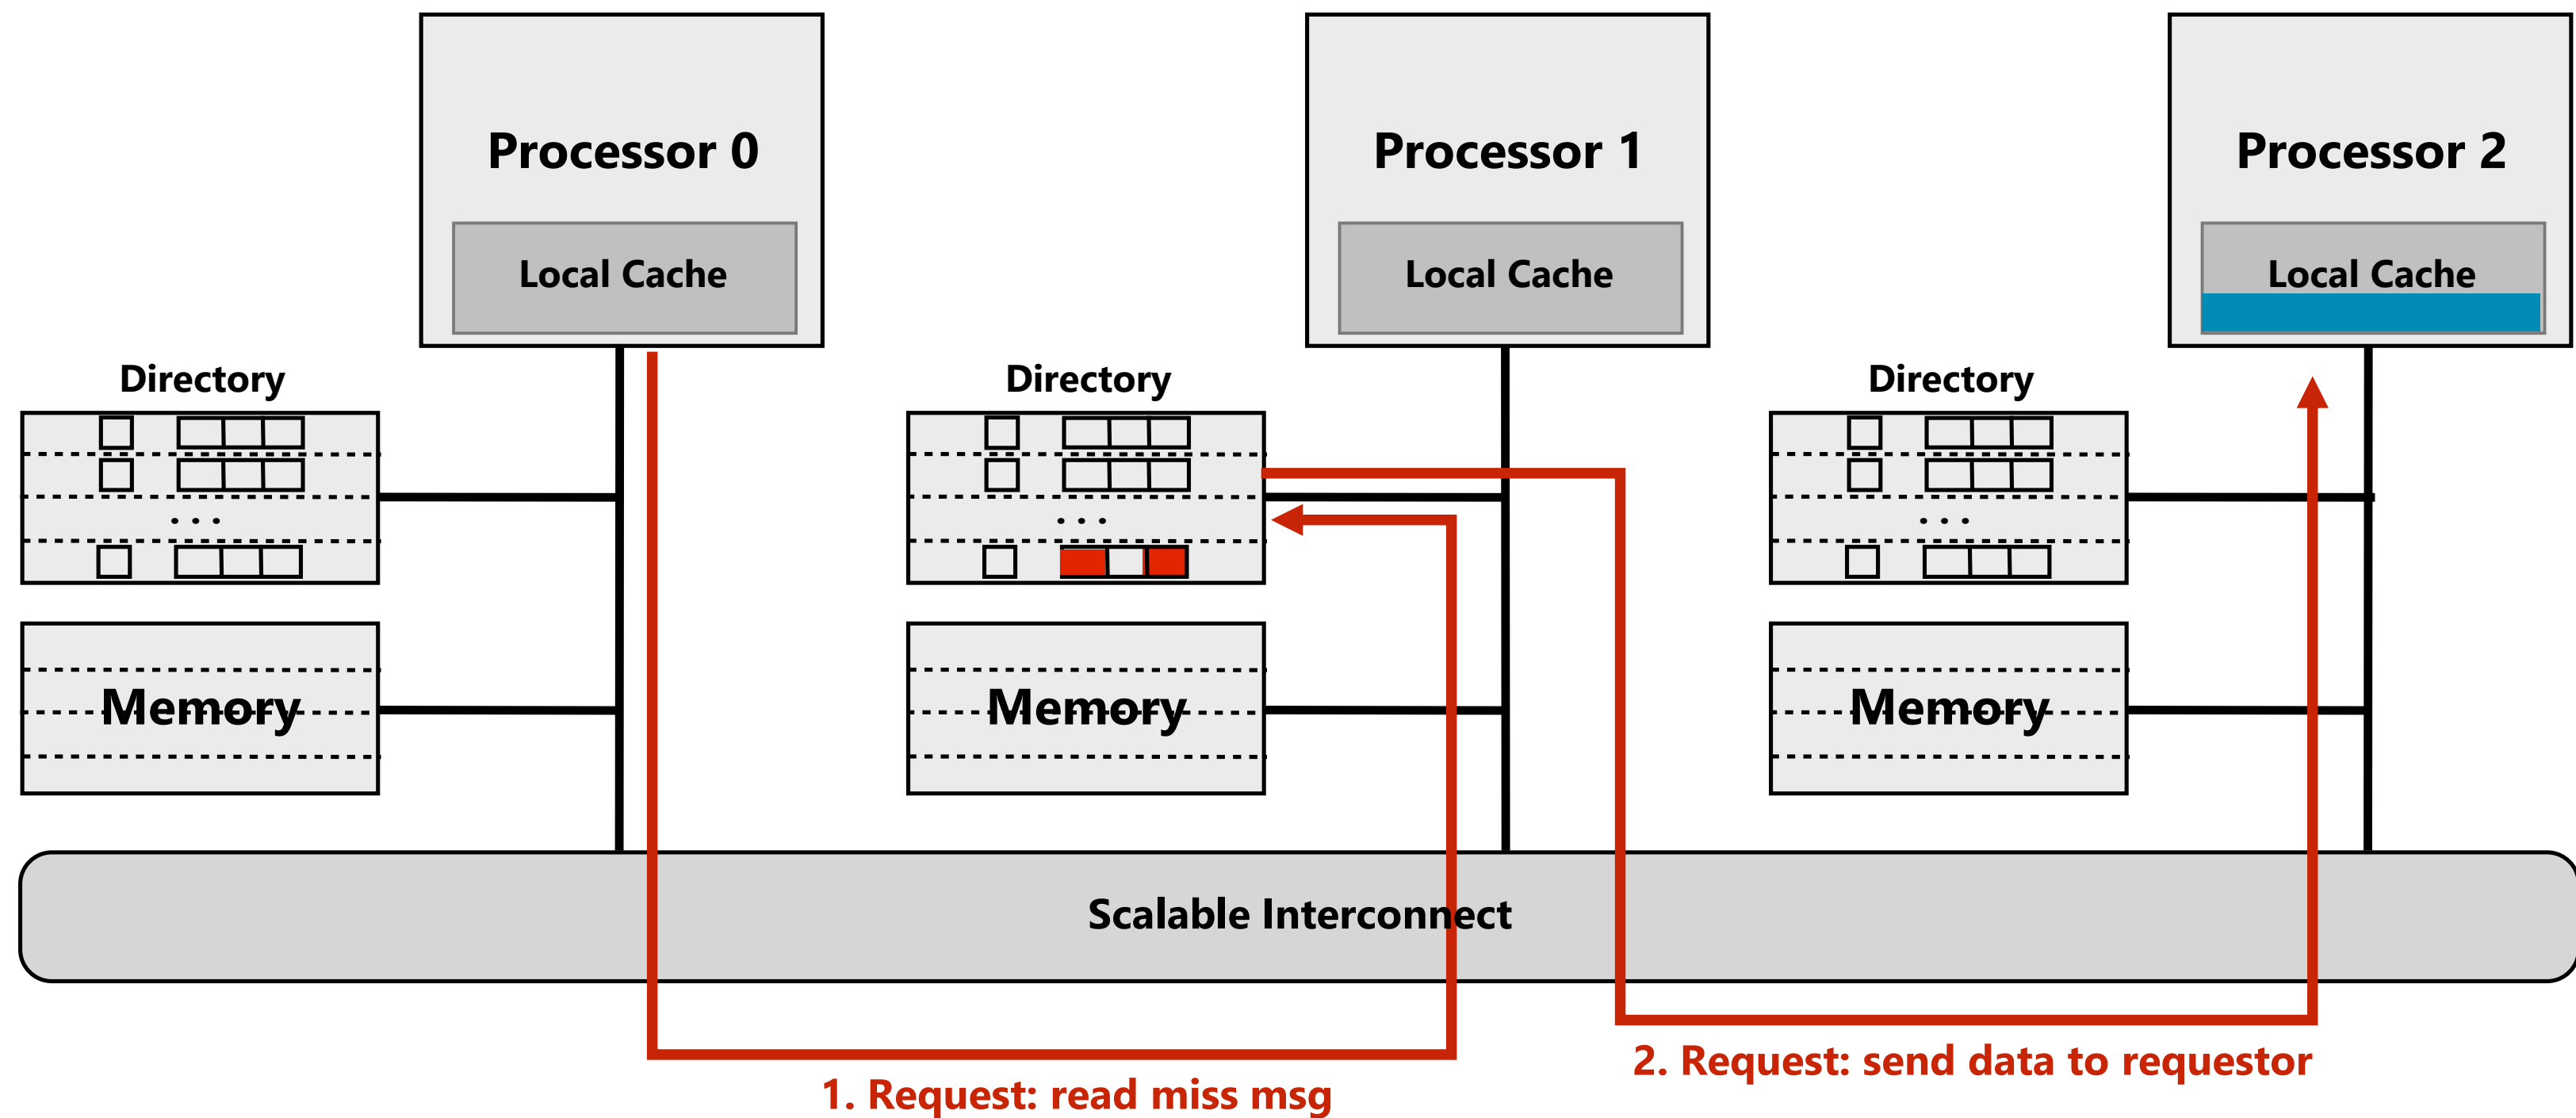 Processor 0
Processor 1
Processor 2
Local Cache
Local Cache
Local Cache
Directory
Directory
Directory
. . .
. . .
. . .
Memory
Memory
Memory
Scalable Interconnect
2. Request: send data to requestor
1. Request: read miss msg